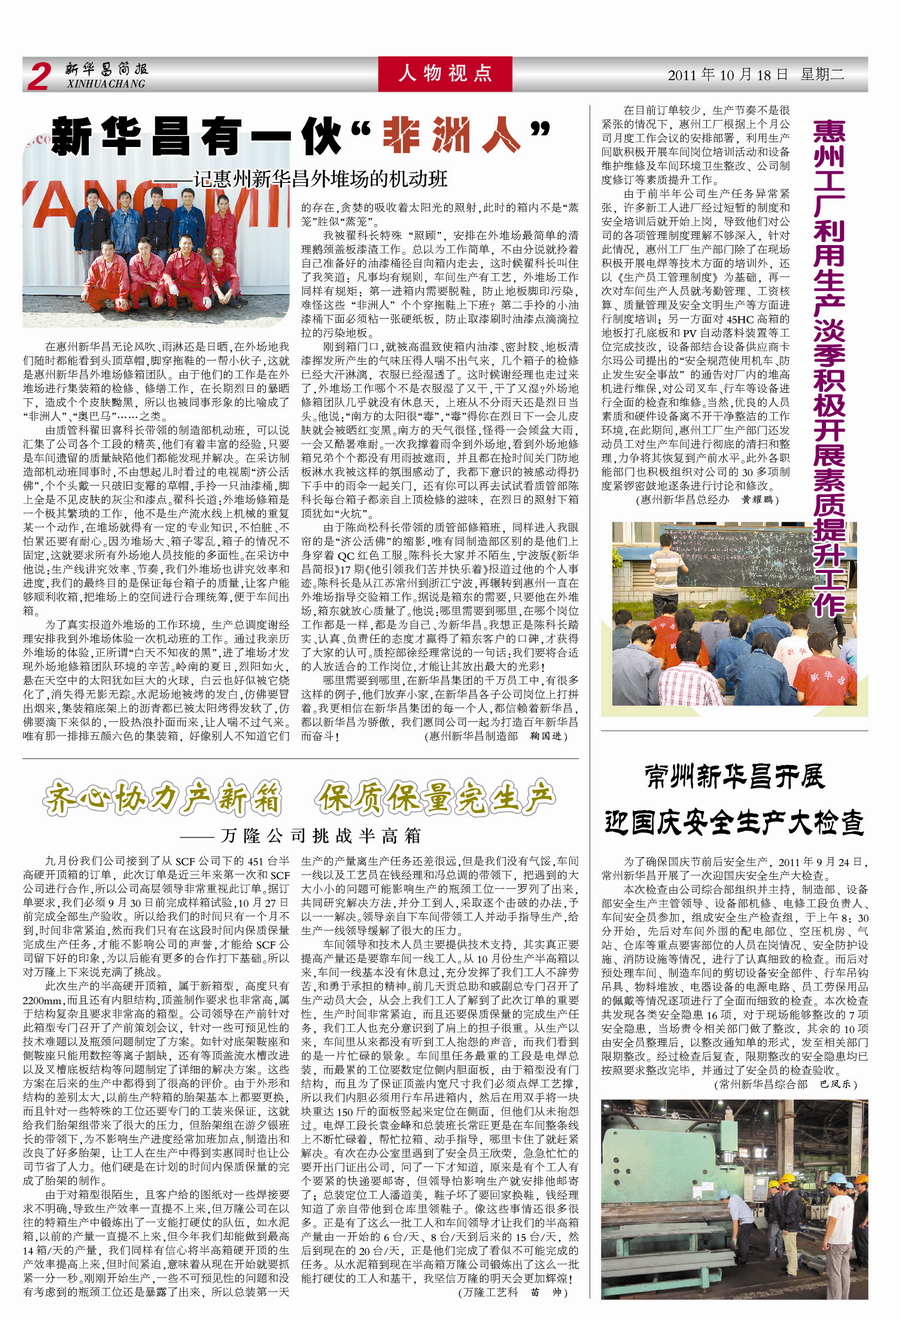 2
新华昌简报
XINHUACHANG
人物视点
2011 年 10 月 18 日 星期二
新华昌有一伙“非洲人”
——记惠州新华昌外堆场的机动班
在惠州新华昌无论风吹、雨淋还是日晒,在外场地我
们随时都能看到头顶草帽,脚穿拖鞋的一帮小伙子,这就
是惠州新华昌外堆场修箱团队。由于他们的工作是在外
堆场进行集装箱的检修、修缮工作，在长期烈日的暴晒
下，造成个个皮肤黝黑，所以也被同事形象的比喻成了
“非洲人”、“奥巴马”……之类。
由质管科翟田喜科长带领的制造部机动班，可以说
汇集了公司各个工段的精英,他们有着丰富的经验,只要
是车间遗留的质量缺陷他们都能发现并解决。在采访制
造部机动班同事时,不由想起儿时看过的电视剧“济公活
佛”,个个头戴一只破旧变霉的草帽,手拎一只油漆桶,脚
上全是不见皮肤的灰尘和漆点。翟科长道:外堆场修箱是
一个极其繁琐的工作，他不是生产流水线上机械的重复
某一个动作,在堆场就得有一定的专业知识,不怕脏、不
怕累还要有耐心。因为堆场大、箱子零乱,箱子的情况不
固定,这就要求所有外场地人员技能的多面性。在采访中
他说:生产线讲究效率、节奏,我们外堆场也讲究效率和
进度,我们的最终目的是保证每台箱子的质量,让客户能
够顺利收箱,把堆场上的空间进行合理统筹,便于车间出
箱。
为了真实报道外堆场的工作环境，生产总调度谢经
理安排我到外堆场体验一次机动班的工作。通过我亲历
外堆场的体验,正所谓“白天不知夜的黑”,进了堆场才发
现外场地修箱团队环境的辛苦。岭南的夏日,烈阳如火,
悬在天空中的太阳犹如巨大的火球，白云也好似被它烧
化了,消失得无影无踪。水泥场地被烤的发白,仿佛要冒
出烟来,集装箱底架上的沥青都已被太阳烤得发软了,仿
佛要滴下来似的,一股热浪扑面而来,让人喘不过气来。
唯有那一排排五颜六色的集装箱，好像别人不知道它们
的存在,贪婪的吸收着太阳光的照射,此时的箱内不是“蒸
笼”胜似“蒸笼”。
我被翟科长特殊“照顾”，安排在外堆场最简单的清
理鹅颈盖板漆渣工作。总以为工作简单，不由分说就拎着
自己准备好的油漆桶径自向箱内走去，这时候翟科长叫住
了我笑道：凡事均有规则，车间生产有工艺，外堆场工作
同样有规矩：第一进箱内需要脱鞋，防止地板脚印污染，
难怪这些“非洲人”个个穿拖鞋上下班？第二手拎的小油
漆桶下面必须粘一张硬纸板，防止取漆刷时油漆点滴滴拉
拉的污染地板。
刚到箱门口,就被高温致使箱内油漆、密封胶、地板清
漆挥发所产生的气味压得人喘不出气来，几个箱子的检修
已经大汗淋漓，衣服已经湿透了。这时候谢经理也走过来
了,外堆场工作哪个不是衣服湿了又干,干了又湿?外场地
修箱团队几乎就没有休息天，上班从不分雨天还是烈日当
头。他说:“南方的太阳很“毒”,“毒”得你在烈日下一会儿皮
肤就会被晒红变黑。南方的天气很怪,怪得一会倾盆大雨,
一会又酷暑难耐。一次我撑着雨伞到外场地,看到外场地修
箱兄弟个个都没有用雨披遮雨，并且都在抢时间关门防地
板淋水我被这样的氛围感动了，我都下意识的被感动得扔
下手中的雨伞一起关门，还有你可以再去试试看质管部陈
科长每台箱子都亲自上顶检修的滋味，在烈日的照射下箱
顶犹如“火坑”。
由于陈尚松科长带领的质管部修箱班，同样进入我眼
帘的是“济公活佛”的缩影,唯有同制造部区别的是他们上
身穿着 QC 红色工服。陈科长大家并不陌生,宁波版《新华
昌简报》17 期《他引领我们苦并快乐着》报道过他的个人事
迹。陈科长是从江苏常州到浙江宁波,再辗转到惠州一直在
外堆场指导交验箱工作。据说是箱东的需要,只要他在外堆
场,箱东就放心质量了。他说:哪里需要到哪里,在哪个岗位
工作都是一样,都是为自己、为新华昌。我想正是陈科长踏
实、认真、负责任的态度才赢得了箱东客户的口碑,才获得
了大家的认可。质控部徐经理常说的一句话:我们要将合适
的人放适合的工作岗位,才能让其放出最大的光彩!
哪里需要到哪里,在新华昌集团的千万员工中,有很多
这样的例子,他们放弃小家,在新华昌各子公司岗位上打拼
着。我更相信在新华昌集团的每一个人,都信赖着新华昌,
都以新华昌为骄傲，我们愿同公司一起为打造百年新华昌
而奋斗! (惠州新华昌制造部 鞠国进)
惠州工厂利用生产淡季积极开展素质提升工作
在目前订单较少，生产节奏不是很
紧张的情况下，惠州工厂根据上个月公
司月度工作会议的安排部署，利用生产
间歇积极开展车间岗位培训活动和设备
维护维修及车间环境卫生整改、公司制
度修订等素质提升工作。
由于前半年公司生产任务异常紧
张，许多新工人进厂经过短暂的制度和
安全培训后就开始上岗，导致他们对公
司的各项管理制度理解不够深入，针对
此情况，惠州工厂生产部门除了在现场
积极开展电焊等技术方面的培训外，还
以《生产员工管理制度》为基础，再一
次对车间生产人员就考勤管理、工资核
算、质量管理及安全文明生产等方面进
行制度培训；另一方面对 45HC 高箱的
地板打孔底板和 PV 自动落料装置等工
位完成技改，设备部结合设备供应商卡
尔玛公司提出的“安全规范使用机车、防
止发生安全事故”的通告对厂内的堆高
机进行维保,对公司叉车、行车等设备进
行全面的检查和维修。当然,优良的人员
素质和硬件设备离不开干净整洁的工作
环境,在此期间,惠州工厂生产部门还发
动员工对生产车间进行彻底的清扫和整
理,力争将其恢复到产前水平。此外各职
能部门也积极组织对公司的 30 多项制
度紧锣密鼓地逐条进行讨论和修改。
(惠州新华昌总经办 黄耀鹏)
齐心协力产新箱 保质保量完生产
——万隆公司挑战半高箱
九月份我们公司接到了从 SCF 公司下的 451 台半
高硬开顶箱的订单，此次订单是近三年来第一次和 SCF
公司进行合作,所以公司高层领导非常重视此订单。据订
单要求,我们必须 9 月 30 日前完成样箱试验,10 月 27 日
前完成全部生产验收。所以给我们的时间只有一个月不
到,时间非常紧迫,然而我们只有在这段时间内保质保量
完成生产任务,才能不影响公司的声誉,才能给 SCF 公
司留下好的印象,为以后能有更多的合作打下基础。所以
对万隆上下来说充满了挑战。
此次生产的半高硬开顶箱，属于新箱型，高度只有
2200mm,而且还有内胆结构,顶盖制作要求也非常高,属
于结构复杂且要求非常高的箱型。公司领导在产前针对
此箱型专门召开了产前策划会议，针对一些可预见性的
技术难题以及瓶颈问题制定了方案。如针对底架鞍座和
侧鞍座只能用数控等离子割缺，还有等顶盖流水槽改进
以及叉槽底板结构等问题制定了详细的解决方案。这些
方案在后来的生产中都得到了很高的评价。由于外形和
结构的差别太大,以前生产特箱的胎架基本上都要更换,
而且针对一些特殊的工位还要专门的工装来保证，这就
给我们胎架组带来了很大的压力，但胎架组在游夕银班
长的带领下,为不影响生产进度经常加班加点,制造出和
改良了好多胎架，让工人在生产中得到实惠同时也让公
司节省了人力。他们硬是在计划的时间内保质保量的完
成了胎架的制作。
由于对箱型很陌生，且客户给的图纸对一些焊接要
求不明确,导致生产效率一直提不上来,但万隆公司在以
往的特箱生产中锻炼出了一支能打硬仗的队伍，如水泥
箱,以前的产量一直提不上来,但今年我们却能做到最高
14 箱/天的产量，我们同样有信心将半高箱硬开顶的生
产效率提高上来,但时间紧迫,意味着从现在开始就要抓
紧一分一秒。刚刚开始生产,一些不可预见性的问题和没
有考虑到的瓶颈工位还是暴露了出来，所以总装第一天
生产的产量离生产任务还差很远,但是我们没有气馁,车间
一线以及工艺员在钱经理和冯总调的带领下，把遇到的大
大小小的问题可能影响生产的瓶颈工位一一罗列了出来,
共同研究解决方法，并分工到人,采取逐个击破的办法,予
以一一解决。领导亲自下车间带领工人并动手指导生产,给
生产一线领导缓解了很大的压力。
车间领导和技术人员主要提供技术支持，其实真正要
提高产量还是要靠车间一线工人。从 10 月份生产半高箱以
来,车间一线基本没有休息过,充分发挥了我们工人不辞劳
苦,和勇于承担的精神。前几天贡总助和戚副总专门召开了
生产动员大会，从会上我们工人了解到了此次订单的重要
性，生产时间非常紧迫，而且还要保质保量的完成生产任
务，我们工人也充分意识到了肩上的担子很重。从生产以
来，车间里从来都没有听到工人抱怨的声音，而我们看到
的是一片忙碌的景象。车间里任务最重的工段是电焊总
装，而最累的工位要数定位侧内胆面板，由于箱型没有门
结构，而且为了保证顶盖内宽尺寸我们必须点焊工艺撑，
所以我们内胆必须用行车吊进箱内，然后在用双手将一块
块重达 150 斤的面板竖起来定位在侧面，但他们从未抱怨
过。电焊工段长袁金峰和总装班长常旺更是在车间整条线
上不断忙碌着，帮忙拉箱、动手指导，哪里卡住了就赶紧
解决。有次在办公室里遇到了安全员王欣荣，急急忙忙的
要开出门证出公司，问了一下才知道，原来是有个工人有
个要紧的快递要邮寄，但领导怕影响生产就安排他邮寄
了；总装定位工人潘道美，鞋子坏了要回家换鞋，钱经理
知道了亲自带他到仓库里领鞋子。像这些事情还很多很
多。正是有了这么一批工人和车间领导才让我们的半高箱
产量由一开始的 6 台/天、8 台/天到后来的 15 台/天，然
后到现在的 20 台/天，正是他们完成了看似不可能完成的
任务。从水泥箱到现在半高箱万隆公司锻炼出了这么一批
能打硬仗的工人和基干，我坚信万隆的明天会更加辉煌！
(万隆工艺科 苗 帅)
常州新华昌开展
迎国庆安全生产大检查
为了确保国庆节前后安全生产，2011 年 9 月 24 日，
常州新华昌开展了一次迎国庆安全生产大检查。
本次检查由公司综合部组织并主持，制造部、设备
部安全生产主管领导、设备部机修、电修工段负责人、
车间安全员参加，组成安全生产检查组，于上午 8：30
分开始，先后对车间外围的配电部位、空压机房、气
站、仓库等重点要害部位的人员在岗情况、安全防护设
施、消防设施等情况，进行了认真细致的检查。而后对
预处理车间、制造车间的剪切设备安全部件、行车吊钩
吊具、物料堆放、电器设备的电源电路、员工劳保用品
的佩戴等情况逐项进行了全面而细致的检查。本次检查
共发现各类安全隐患 16 项，对于现场能够整改的 7 项
安全隐患，当场责令相关部门做了整改，其余的 10 项
由安全员整理后，以整改通知单的形式，发至相关部门
限期整改。经过检查后复查，限期整改的安全隐患均已
按照要求整改完毕，并通过了安全员的检查验收。
(常州新华昌综合部 巴凤乐)